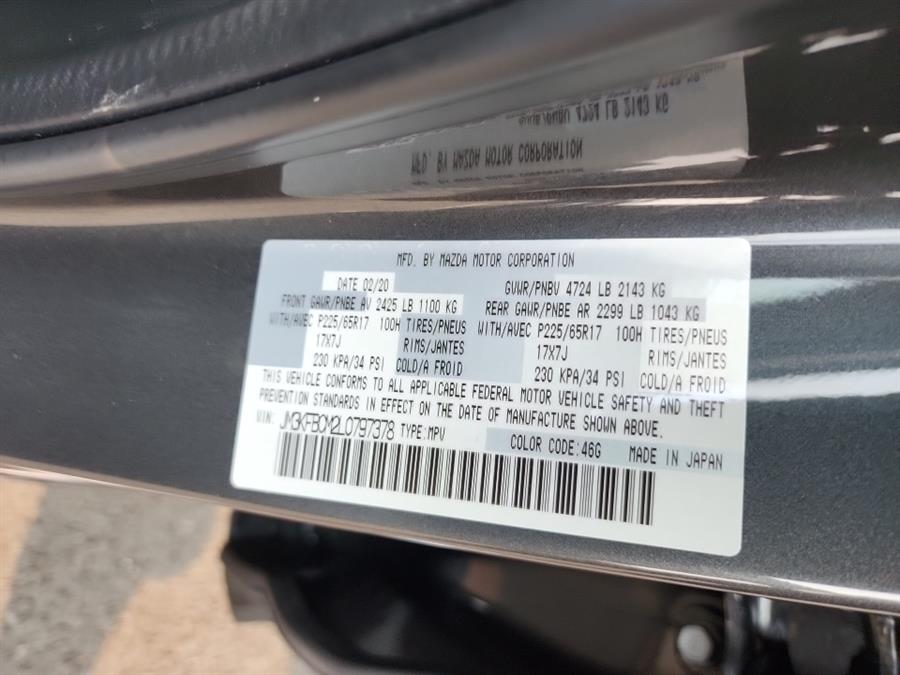 MFD. BY MAZDA MOTOR CORPORATION
DATE 02/20 GVWR/PNBV 4724 LB 2143 KG
FRONT GAWR/PNBE AV 2425 LB 1100 KG REAR GAWR/PNBE AR 2299 LB 1043 KG
WITH/AVEC P225/65R17 100H TIRES/PNEUS WITH/AVEC P225/65R17 100H TIRES/PNEUS
17X7J RIMS/JANTES 17X7J RIMS/JANTES
230 KPA/34 PSI COLD/A FROID 230 KPA/34 PSI COLD/A FROID
THIS VEHICLE CONFORMS TO ALL APPLICABLE FEDERAL MOTOR VEHICLE SAFETY AND THEFT
PREVENTION STANDARDS IN EFFECT ON THE DATE OF MANUFACTURE SHOWN ABOVE.
VIN: JM3KFBCM2L0797378 TYPE:MPV COLOR CODE:46G MADE IN JAPAN